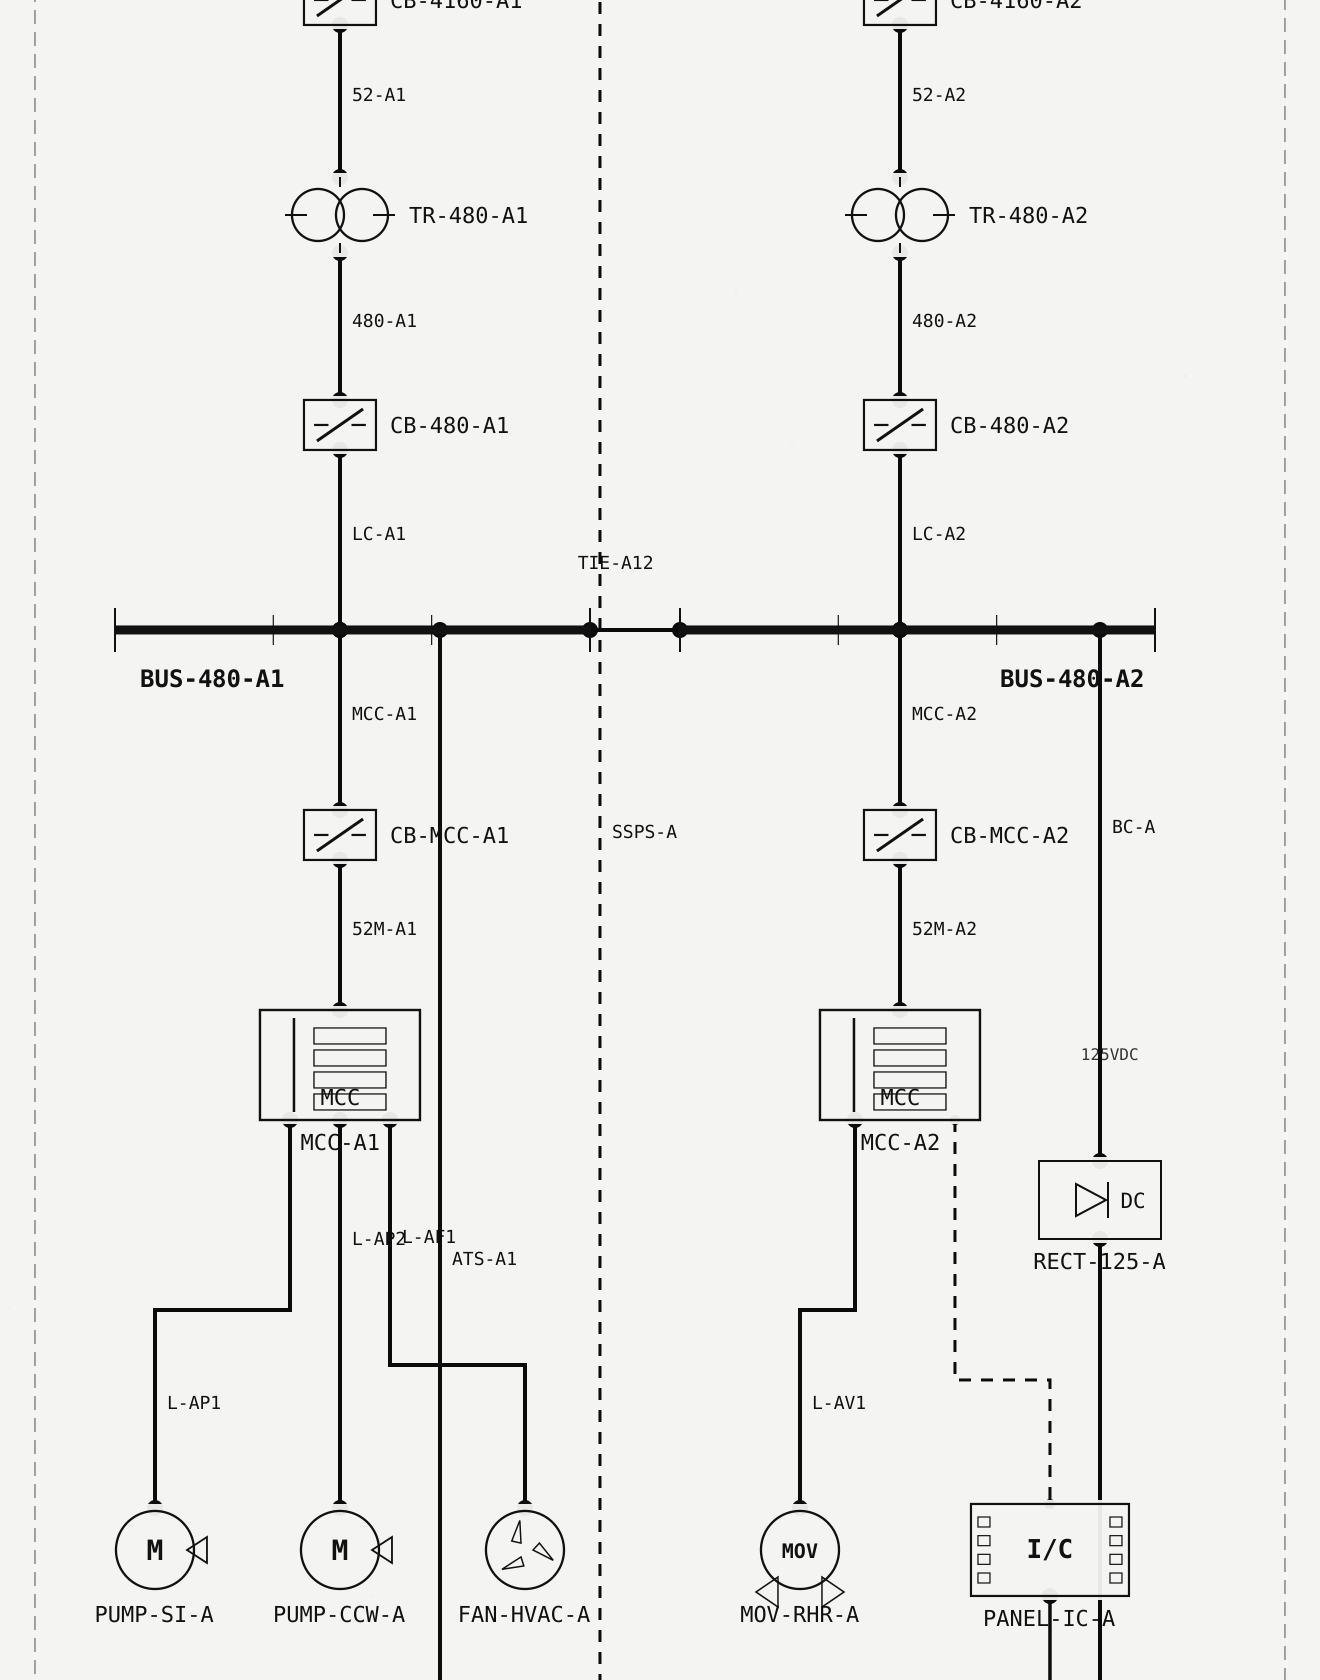 CB-4160-A1
CB-4160-A2
52-A1
52-A2
TR-480-A1
TR-480-A2
480-A1
480-A2
CB-480-A1
CB-480-A2
LC-A1
LC-A2
TIE-A12
BUS-480-A1
BUS-480-A2
MCC-A1
MCC-A2
CB-MCC-A1
SSPS-A
CB-MCC-A2
BC-A
52M-A1
52M-A2
125VDC
MCC
MCC
MCC-A1
MCC-A2
DC
L-AP2
L-AF1
ATS-A1
RECT-125-A
L-AP1
L-AV1
M
M
MOV
I/C
PUMP-SI-A
PUMP-CCW-A
FAN-HVAC-A
MOV-RHR-A
PANEL-IC-A